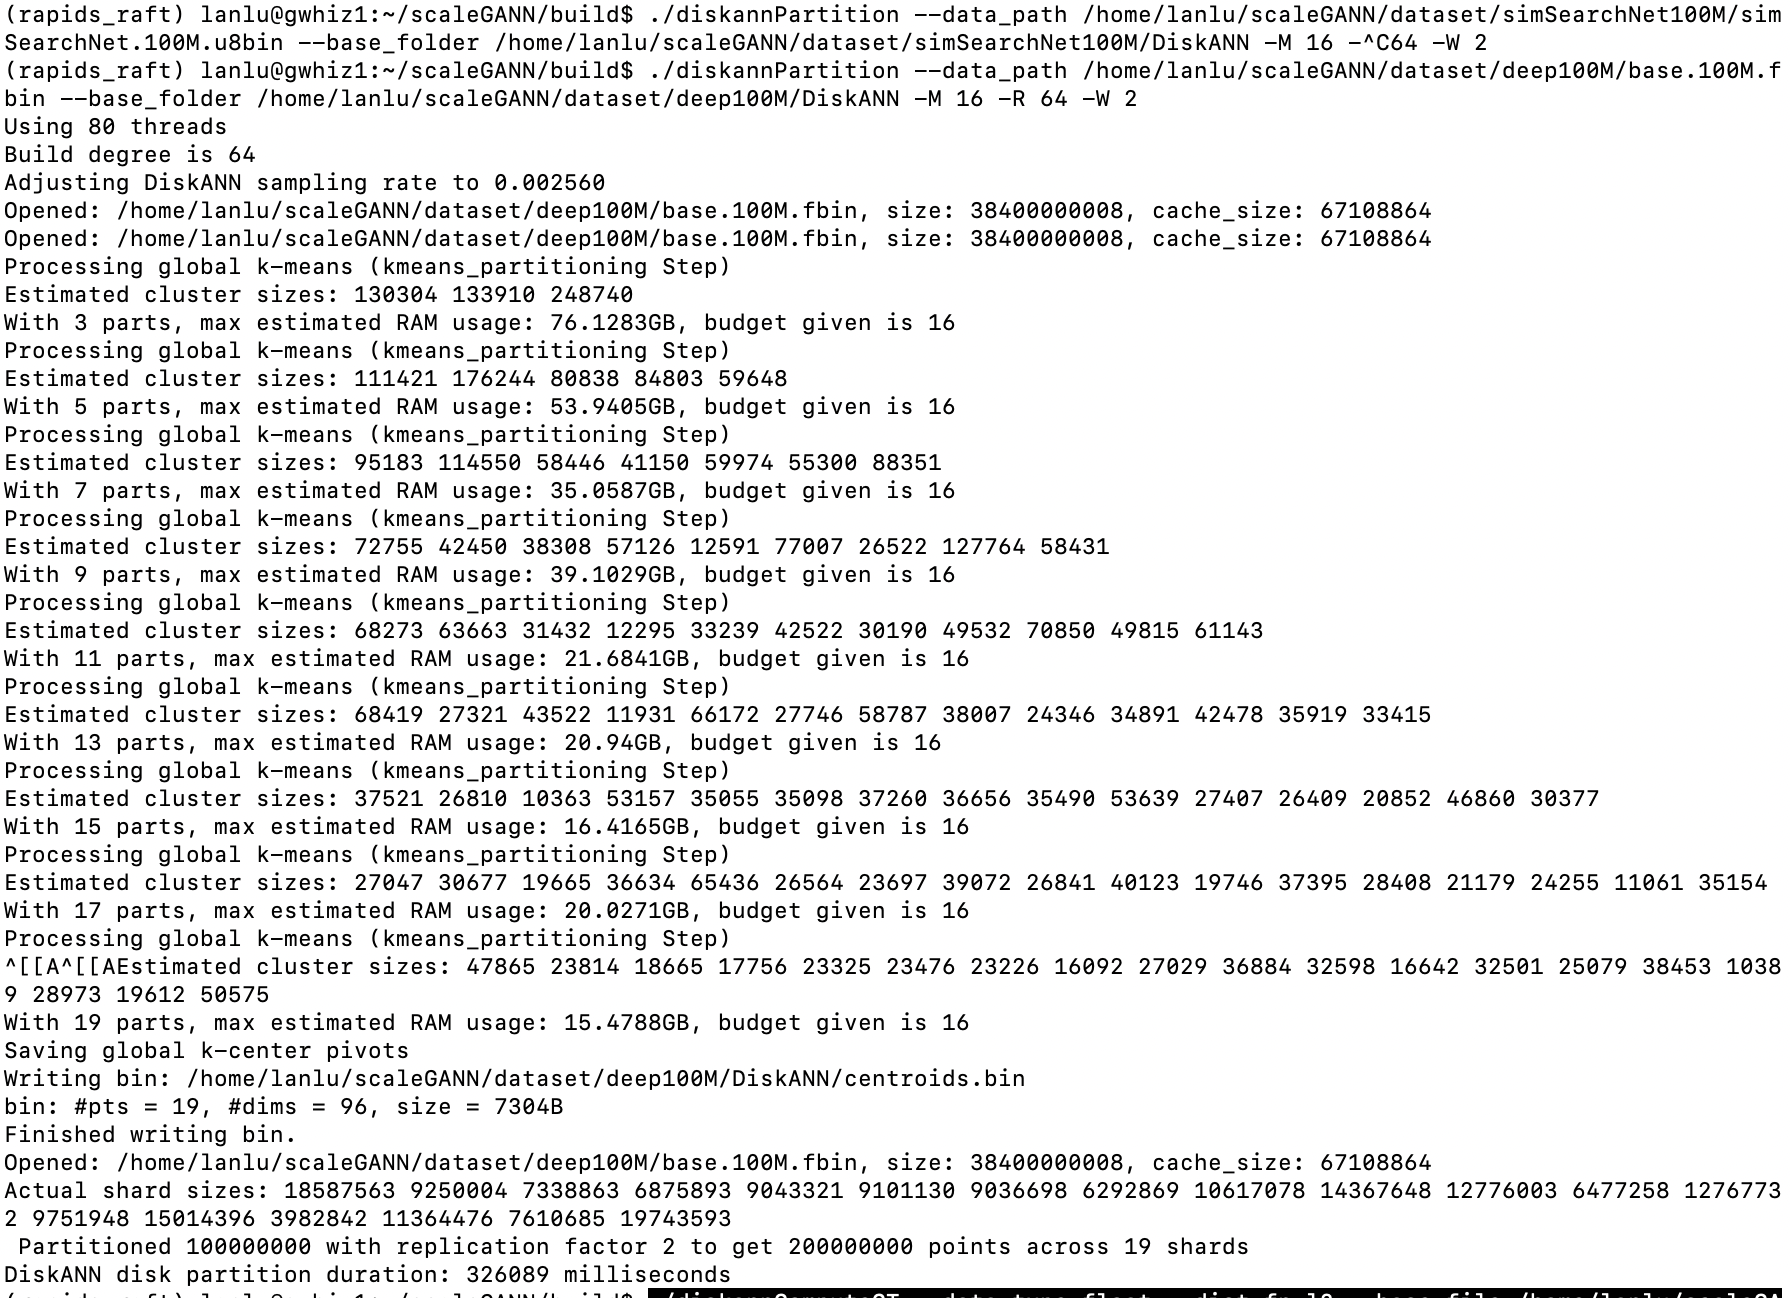 (rapids_raft) lanlu@gwhiz1:~/scaleGANN/build$ ./diskannPartition --data_path /home/lanlu/scaleGANN/dataset/simSearchNet100M/sim
SearchNet.100M.u8bin --base_folder /home/lanlu/scaleGANN/dataset/simSearchNet100M/DiskANN -M 16 -^C64 -W 2
(rapids_raft) lanlu@gwhiz1:~/scaleGANN/build$ ./diskannPartition --data_path /home/lanlu/scaleGANN/dataset/deep100M/base.100M.f
bin --base_folder /home/lanlu/scaleGANN/dataset/deep100M/DiskANN -M 16 -R 64 -W 2
Using 80 threads
Build degree is 64
Adjusting DiskANN sampling rate to 0.002560
Opened: /home/lanlu/scaleGANN/dataset/deep100M/base.100M.fbin, size: 38400000008, cache_size: 67108864
Opened: /home/lanlu/scaleGANN/dataset/deep100M/base.100M.fbin, size: 38400000008, cache_size: 67108864
Processing global k-means (kmeans_partitioning Step)
Estimated cluster sizes: 130304 133910 248740
With 3 parts, max estimated RAM usage: 76.1283GB, budget given is 16
Processing global k-means (kmeans_partitioning Step)
Estimated cluster sizes: 111421 176244 80838 84803 59648
With 5 parts, max estimated RAM usage: 53.9405GB, budget given is 16
Processing global k-means (kmeans_partitioning Step)
Estimated cluster sizes: 95183 114550 58446 41150 59974 55300 88351
With 7 parts, max estimated RAM usage: 35.0587GB, budget given is 16
Processing global k-means (kmeans_partitioning Step)
Estimated cluster sizes: 72755 42450 38308 57126 12591 77007 26522 127764 58431
With 9 parts, max estimated RAM usage: 39.1029GB, budget given is 16
Processing global k-means (kmeans_partitioning Step)
Estimated cluster sizes: 68273 63663 31432 12295 33239 42522 30190 49532 70850 49815 61143
With 11 parts, max estimated RAM usage: 21.6841GB, budget given is 16
Processing global k-means (kmeans_partitioning Step)
Estimated cluster sizes: 68419 27321 43522 11931 66172 27746 58787 38007 24346 34891 42478 35919 33415
With 13 parts, max estimated RAM usage: 20.94GB, budget given is 16
Processing global k-means (kmeans_partitioning Step)
Estimated cluster sizes: 37521 26810 10363 53157 35055 35098 37260 36656 35490 53639 27407 26409 20852 46860 30377
With 15 parts, max estimated RAM usage: 16.4165GB, budget given is 16
Processing global k-means (kmeans_partitioning Step)
Estimated cluster sizes: 27047 30677 19665 36634 65436 26564 23697 39072 26841 40123 19746 37395 28408 21179 24255 11061 35154
With 17 parts, max estimated RAM usage: 20.0271GB, budget given is 16
Processing global k-means (kmeans_partitioning Step)
^[[A^[[AEstimated cluster sizes: 47865 23814 18665 17756 23325 23476 23226 16092 27029 36884 32598 16642 32501 25079 38453 1038
9 28973 19612 50575
With 19 parts, max estimated RAM usage: 15.4788GB, budget given is 16
Saving global k-center pivots
Writing bin: /home/lanlu/scaleGANN/dataset/deep100M/DiskANN/centroids.bin
bin: #pts = 19, #dims = 96, size = 7304B
Finished writing bin.
Opened: /home/lanlu/scaleGANN/dataset/deep100M/base.100M.fbin, size: 38400000008, cache_size: 67108864
Actual shard sizes: 18587563 9250004 7338863 6875893 9043321 9101130 9036698 6292869 10617078 14367648 12776003 6477258 1276773
2 9751948 15014396 3982842 11364476 7610685 19743593
 Partitioned 100000000 with replication factor 2 to get 200000000 points across 19 shards
DiskANN disk partition duration: 326089 milliseconds